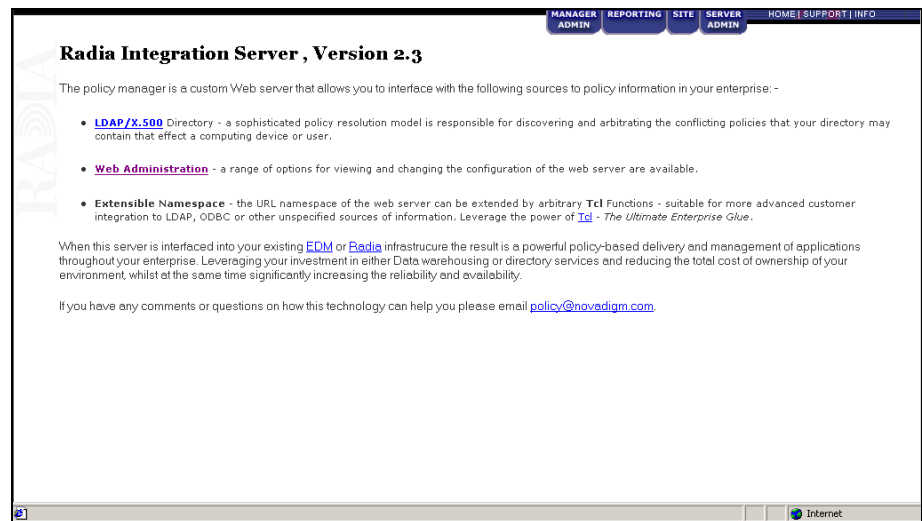 MANAGER ADMIN REPORTING SITE SERVER ADMIN HOME | SUPPORT | INFO
RADIA
Radia Integration Server , Version 2.3
The policy manager is a custom Web server that allows you to interface with the following sources to policy information in your enterprise: -
• LDAP/X.500 Directory - a sophisticated policy resolution model is responsible for discovering and arbitrating the conflicting policies that your directory may
contain that effect a computing device or user.
• Web Administration - a range of options for viewing and changing the configuration of the web server are available.
• Extensible Namespace - the URL namespace of the web server can be extended by arbitrary Tcl Functions - suitable for more advanced customer
integration to LDAP, ODBC or other unspecified sources of information. Leverage the power of Tcl - The Ultimate Enterprise Glue.
When this server is interfaced into your existing EDM or Radia infrastrucure the result is a powerful policy-based delivery and management of applications
throughout your enterprise. Leveraging your investment in either Data warehousing or directory services and reducing the total cost of ownership of your
environment, whilst at the same time significantly increasing the reliability and availability.
If you have any comments or questions on how this technology can help you please email policy@novadigm.com.
Internet